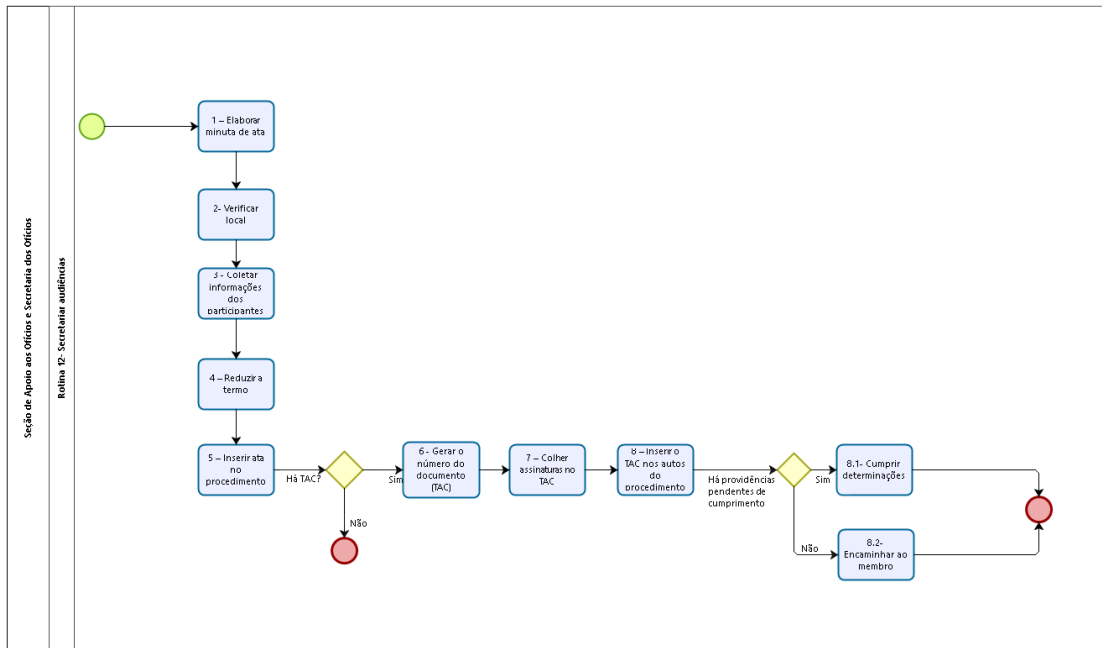 Seção de Apoio aos Ofícios e Secretaria dos Ofícios
Rotina 12- Secretariar audiências
1 – Elaborar
minuta de ata
2- Verificar
local
3 - Coletar
informações
dos
participantes
4 – Reduzir a
termo
5 – Inserir ata
no
procedimento
Há TAC?
Sim
Não
6 - Gerar o
número do
documento
(TAC)
7 – Colher
assinaturas no
TAC
8 – Inserir o
TAC nos autos
do
procedimento
Há providências
pendentes de
cumprimento
Sim
Não
8.1- Cumprir
determinações
8.2-
Encaminhar ao
membro